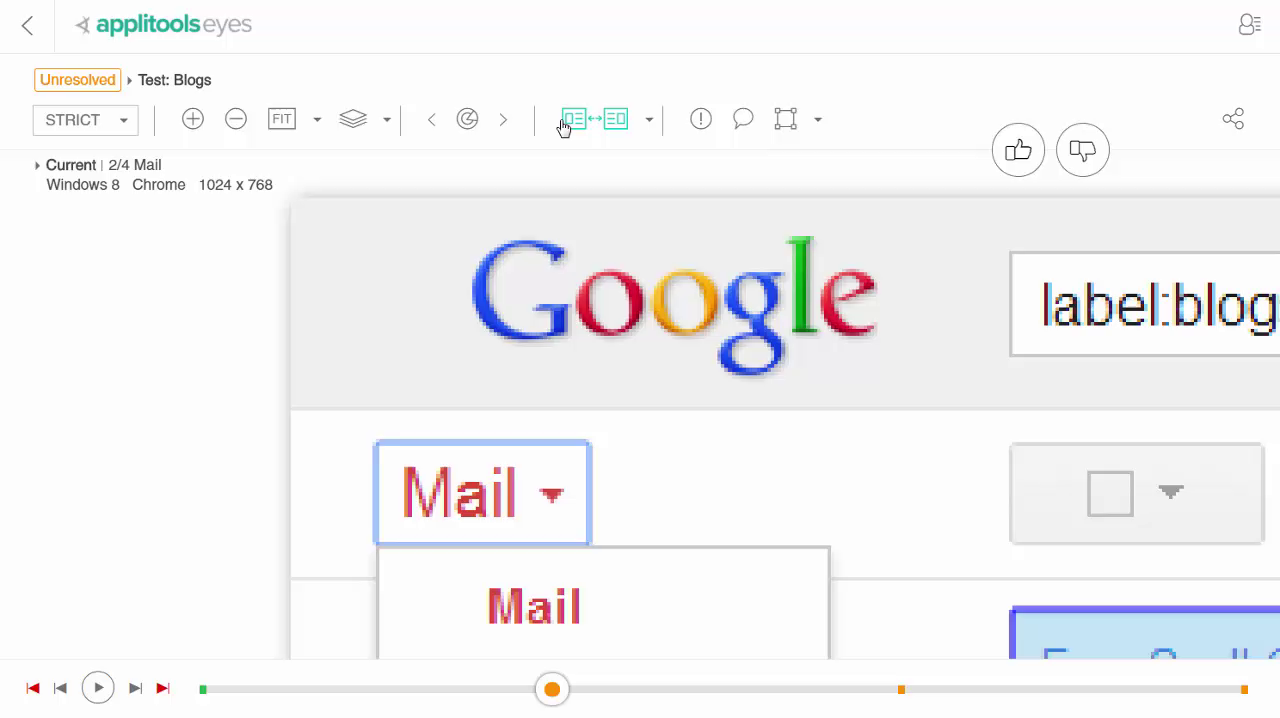 applitools eyes
Unresolved Test: Blogs
STRICT
FIT
Current | 2/4 Mail
Windows 8 Chrome 1024 x 768
Google
label:blog
Mail
Mail